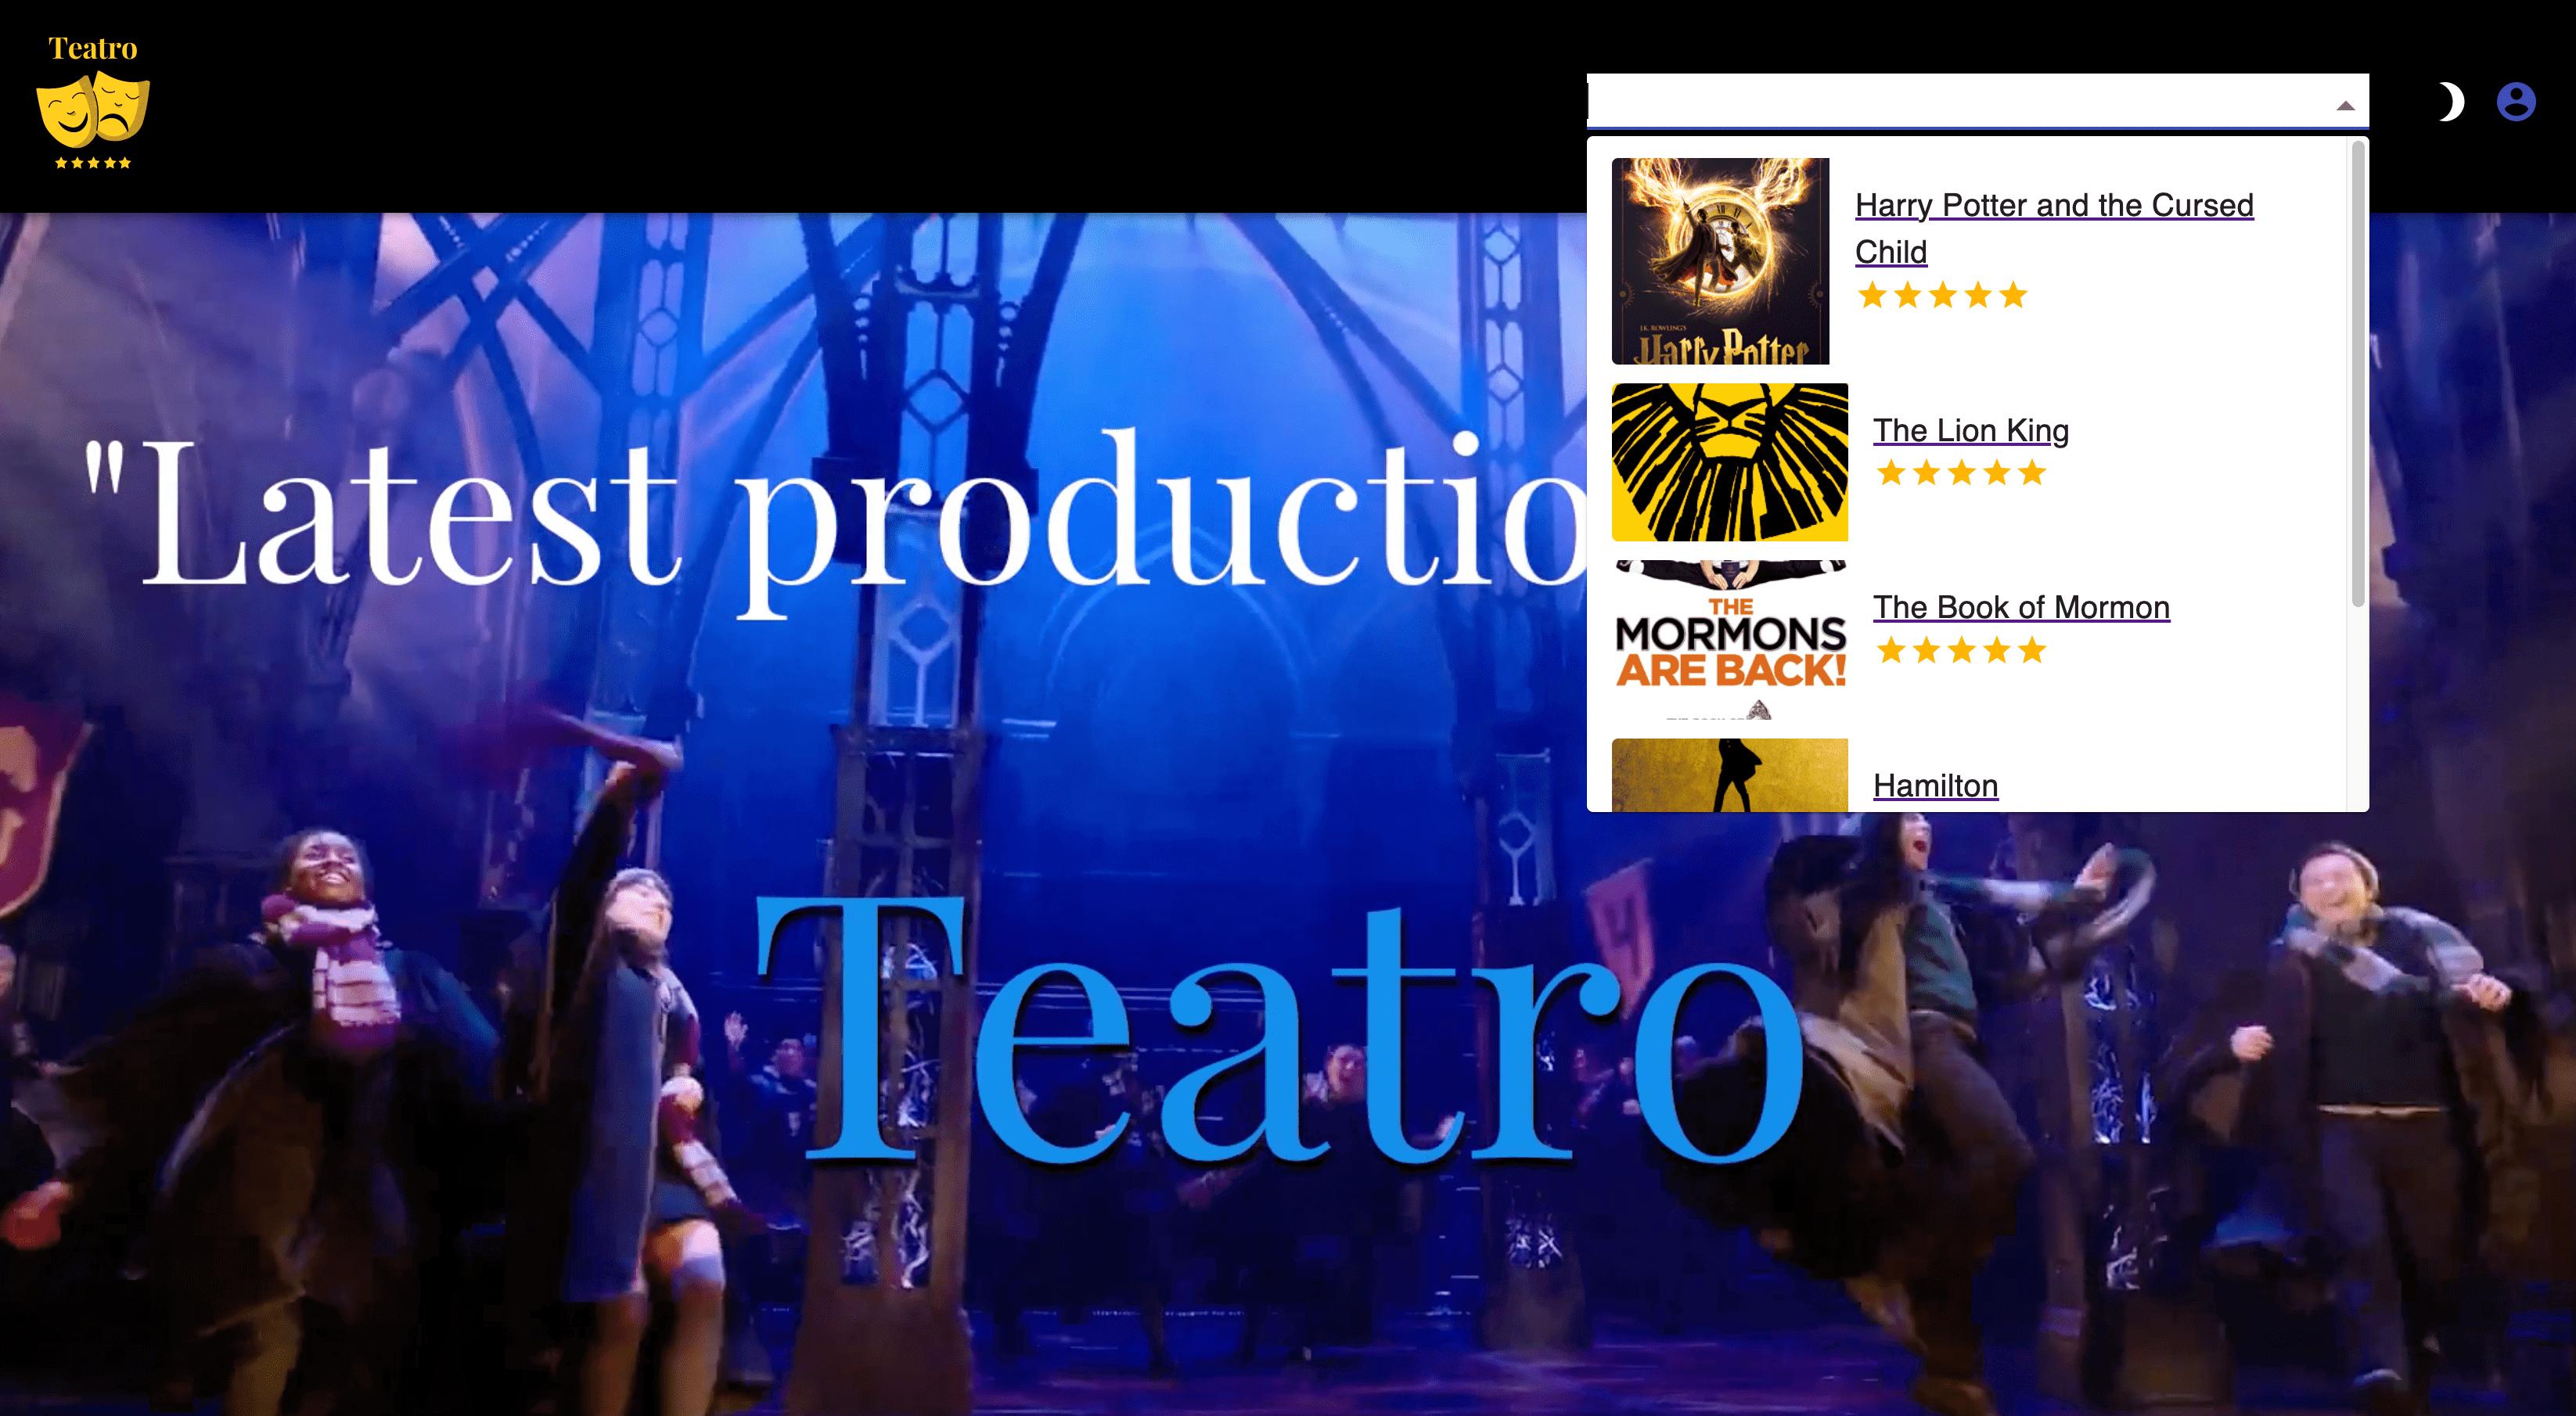 Teatro
Harry Potter and the Cursed
Child
J.K. ROWLING'S
Harry Potter
The Lion King
"Latest productio
The Book of Mormon
THE
MORMONS
ARE BACK!
Hamilton
Teatro